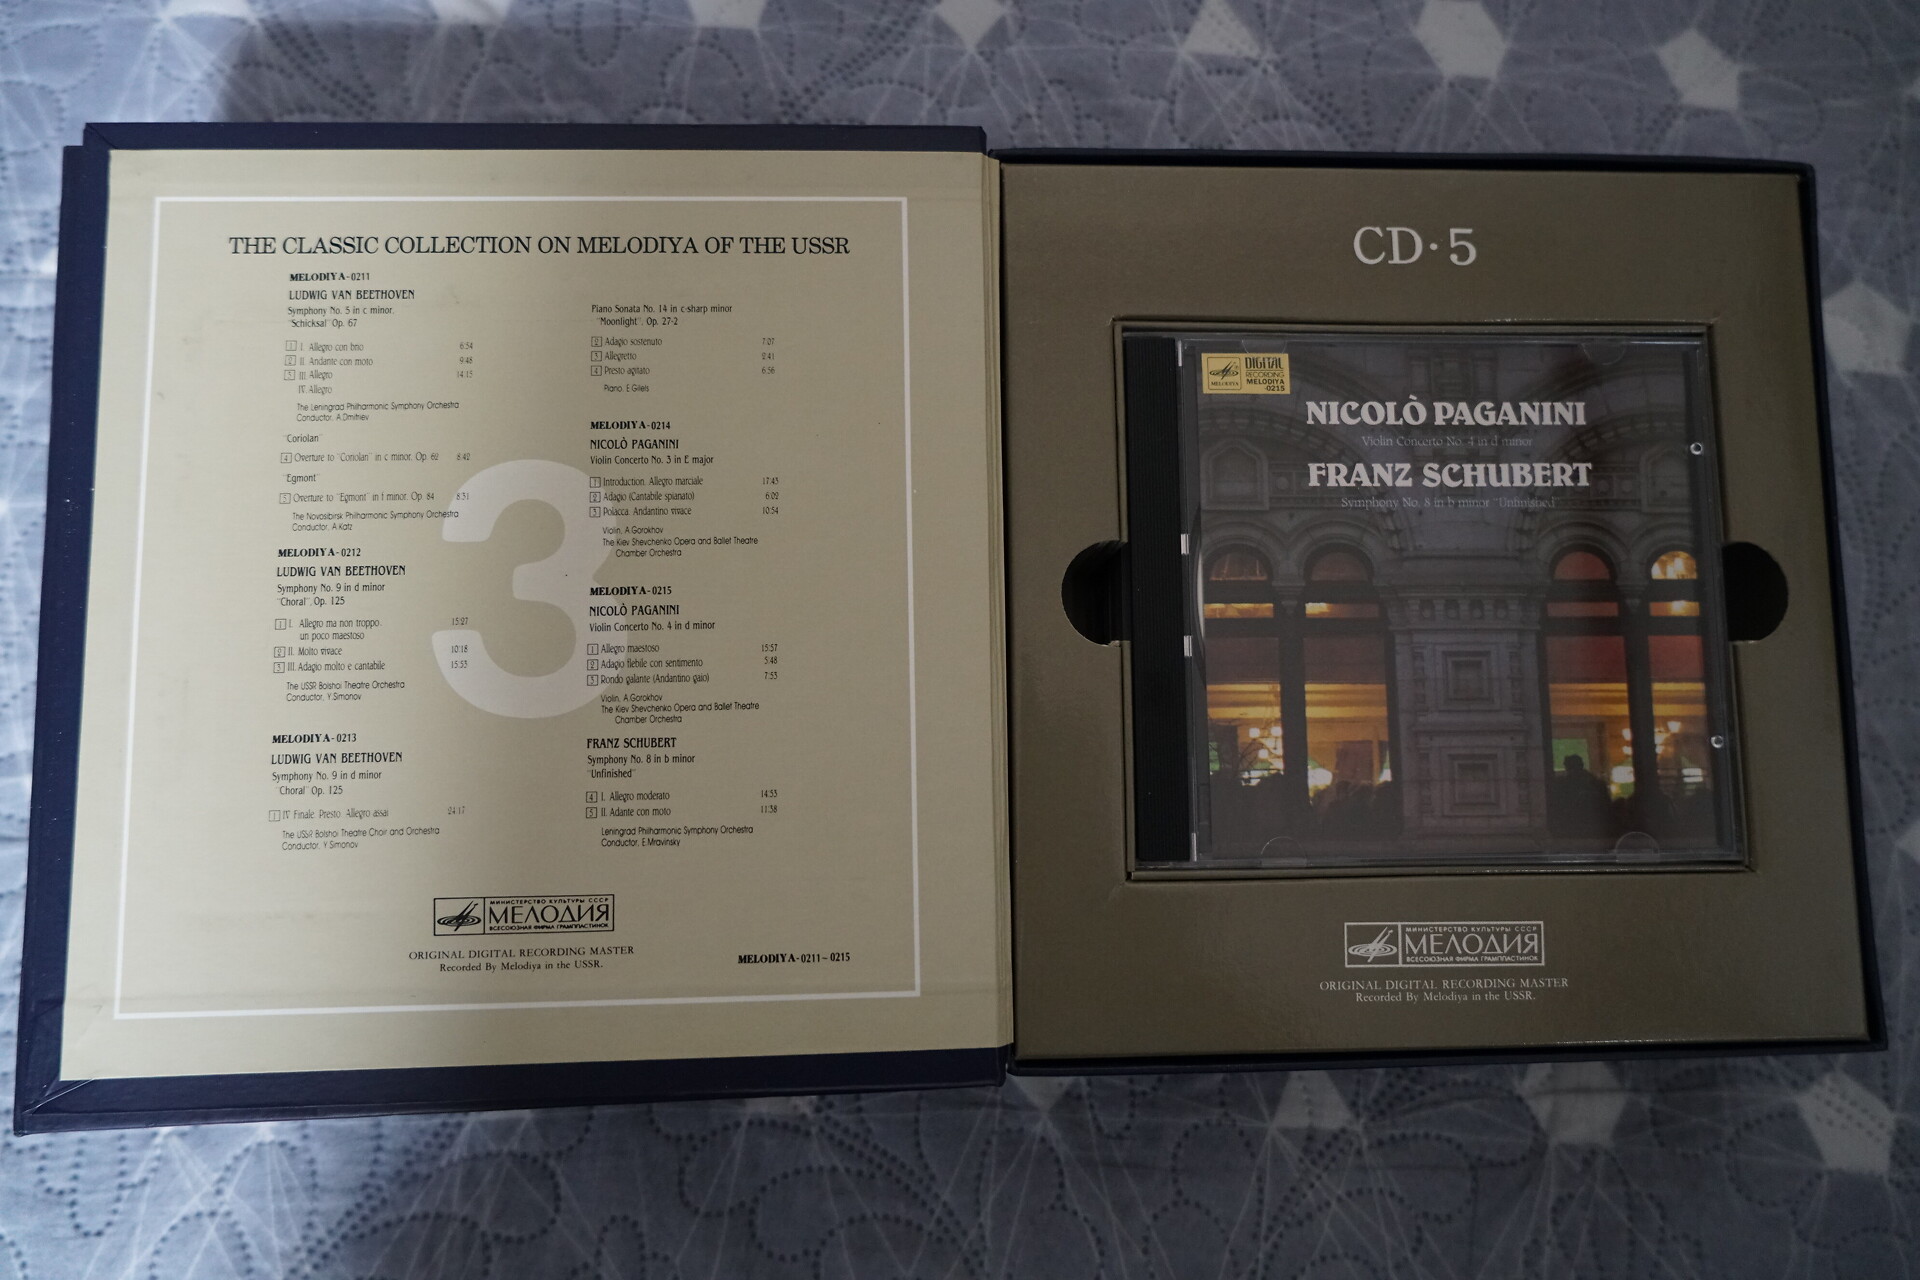 THE CLASSIC COLLECTION ON MELODIYA OF THE USSR
MELODIYA-0211
LUDWIG VAN BEETHOVEN
Symphony No. 5 in c minor.
"Schicksal" Op. 67
1 I. Allegro con brio 6:54
2 II. Andante con moto 9:48
3 III. Allegro 14:15
IV. Allegro
The Leningrad Philharmonic Symphony Orchestra
Conductor, A.Dmitriev
"Coriolan"
4 Overture to "Coriolan" in c minor. Op. 62 8:42
"Egmont"
5 Overture to "Egmont" in f minor. Op. 84 8:31
The Novosibirsk Philharmonic Symphony Orchestra
Conductor, A.Katz
MELODIYA-0212
LUDWIG VAN BEETHOVEN
Symphony No. 9 in d minor
"Choral", Op. 125
1 I. Allegro ma non troppo.
un poco maestoso 15:27
2 II. Molto vivace 10:18
3 III. Adagio molto e cantabile 15:53
The USSR Bolshoi Theatre Orchestra
Conductor, Y.Simonov
MELODIYA-0213
LUDWIG VAN BEETHOVEN
Symphony No. 9 in d minor
"Choral" Op. 125
1 IV. Finale. Presto. Allegro assai 24:17
The USSR Bolshoi Theatre Choir and Orchestra
Conductor, Y.Simonov
Piano Sonata No. 14 in c-sharp minor
"Moonlight", Op. 27-2
2 Adagio sostenuto 7:07
3 Allegretto 2:41
4 Presto agitato 6:56
Piano, E.Gilels
MELODIYA-0214
NICOLÒ PAGANINI
Violin Concerto No. 3 in E major
1 Introduction. Allegro marciale 17:43
2 Adagio (Cantabile spianato) 6:02
3 Polacca. Andantino vivace 10:54
Violin, A.Gorokhov
The Kiev Shevchenko Opera and Ballet Theatre
Chamber Orchestra
MELODIYA-0215
NICOLÒ PAGANINI
Violin Concerto No. 4 in d minor
1 Allegro maestoso 15:57
2 Adagio flebile con sentimento 5:48
3 Rondo galante (Andantino gaio) 7:53
Violin, A.Gorokhov
The Kiev Shevchenko Opera and Ballet Theatre
Chamber Orchestra
FRANZ SCHUBERT
Symphony No. 8 in b minor
"Unfinished"
4 I. Allegro moderato 14:53
5 II. Adante con moto 11:38
Leningrad Philharmonic Symphony Orchestra
Conductor, E.Mravinsky
3
МИНИСТЕРСТВО КУЛЬТУРЫ СССР
МЕЛОДИЯ
ВСЕСОЮЗНАЯ ФИРМА ГРАМПЛАСТИНОК
ORIGINAL DIGITAL RECORDING MASTER
Recorded By Melodiya in the USSR.
MELODIYA-0211~0215
CD·5
MELODIYA
DIGITAL
RECORDING
MELODIYA
-0215
NICOLÒ PAGANINI
Violin Concerto No. 4 in d minor
FRANZ SCHUBERT
Symphony No. 8 in b minor "Unfinished"
МИНИСТЕРСТВО КУЛЬТУРЫ СССР
МЕЛОДИЯ
ВСЕСОЮЗНАЯ ФИРМА ГРАМПЛАСТИНОК
ORIGINAL DIGITAL RECORDING MASTER
Recorded By Melodiya in the USSR.